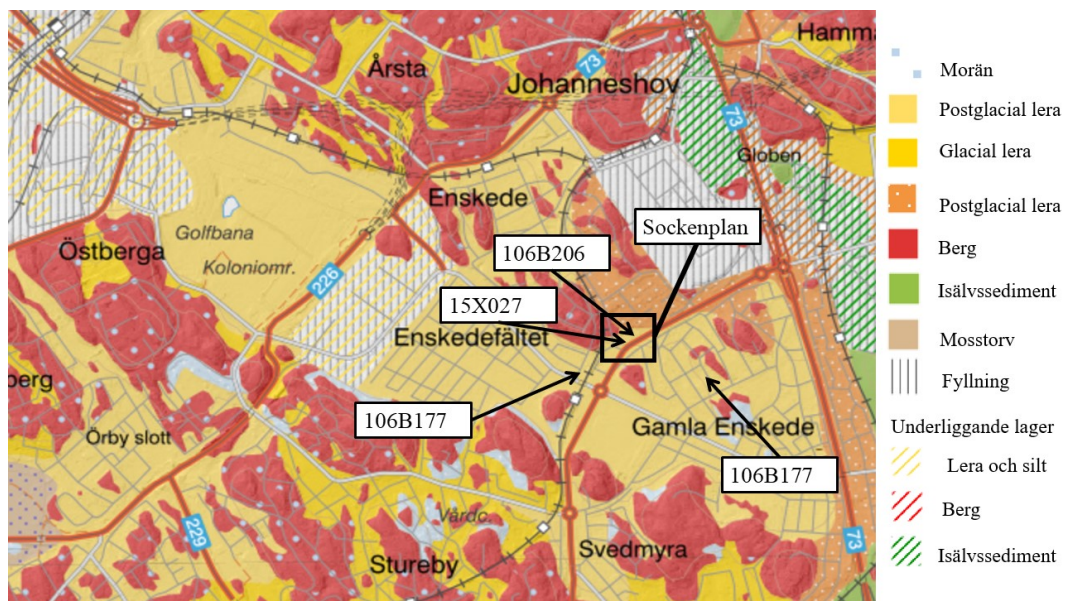 Hamma
Årsta
73
Johanneshov
73
Globen
Enskede
Sockenplan
Golfbana
Östberga
106B206
Koloniomr.
226
15X027
Enskedefältet
berg
106B177
Gamla Enskede
Örby slott
106B177
Vårdc.
229
Svedmyra
73
Stureby
Morän
Postglacial lera
Glacial lera
Postglacial lera
Berg
Isälvssediment
Mosstorv
Fyllning
Underliggande lager
Lera och silt
Berg
Isälvssediment